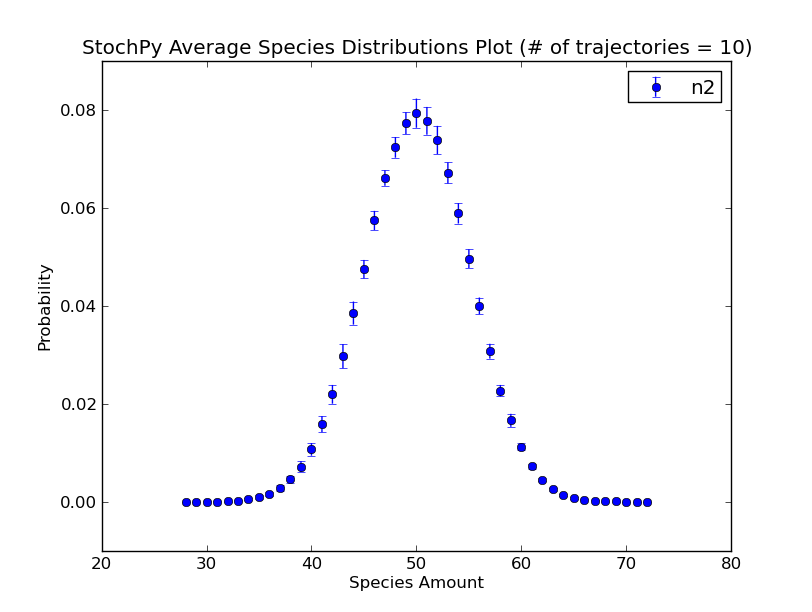 StochPy Average Species Distributions Plot (# of trajectories = 10)
n2
0.08
0.06
0.04
0.02
0.00
Probability
20 30 40 50 60 70 80
Species Amount